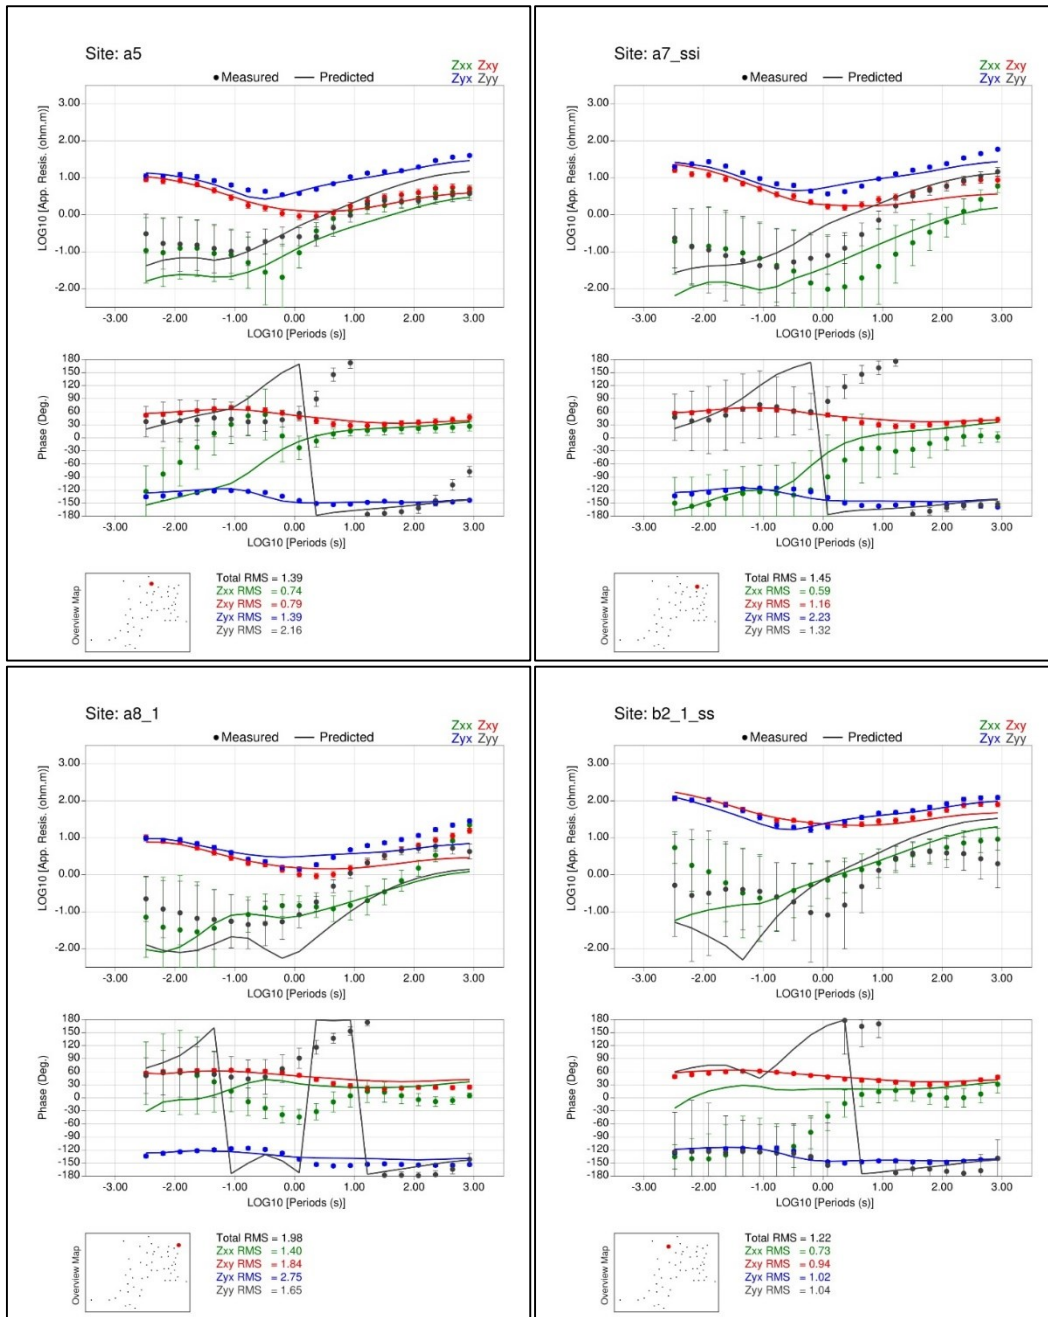 Site: a5
Zxx Zxy
● Measured — Predicted
Zyx Zyy
LOG10 [App. Resis. (ohm.m)]
3.00
2.00
1.00
0.00
-1.00
-2.00
-3.00 -2.00 -1.00 0.00 1.00 2.00 3.00
LOG10 [Periods (s)]
Phase (Deg.)
180
150
120
90
60
30
0
-30
-60
-90
-120
-150
-180
-3.00 -2.00 -1.00 0.00 1.00 2.00 3.00
LOG10 [Periods (s)]
Overview Map
Total RMS = 1.39
Zxx RMS = 0.74
Zxy RMS = 0.79
Zyx RMS = 1.39
Zyy RMS = 2.16
Site: a7_ssi
Zxx Zxy
● Measured — Predicted
Zyx Zyy
LOG10 [App. Resis. (ohm.m)]
3.00
2.00
1.00
0.00
-1.00
-2.00
-3.00 -2.00 -1.00 0.00 1.00 2.00 3.00
LOG10 [Periods (s)]
Phase (Deg.)
180
150
120
90
60
30
0
-30
-60
-90
-120
-150
-180
-3.00 -2.00 -1.00 0.00 1.00 2.00 3.00
LOG10 [Periods (s)]
Overview Map
Total RMS = 1.45
Zxx RMS = 0.59
Zxy RMS = 1.16
Zyx RMS = 2.23
Zyy RMS = 1.32
Site: a8_1
Zxx Zxy
● Measured — Predicted
Zyx Zyy
LOG10 [App. Resis. (ohm.m)]
3.00
2.00
1.00
0.00
-1.00
-2.00
-3.00 -2.00 -1.00 0.00 1.00 2.00 3.00
LOG10 [Periods (s)]
Phase (Deg.)
180
150
120
90
60
30
0
-30
-60
-90
-120
-150
-180
-3.00 -2.00 -1.00 0.00 1.00 2.00 3.00
LOG10 [Periods (s)]
Overview Map
Total RMS = 1.98
Zxx RMS = 1.40
Zxy RMS = 1.84
Zyx RMS = 2.75
Zyy RMS = 1.65
Site: b2_1_ss
Zxx Zxy
● Measured — Predicted
Zyx Zyy
LOG10 [App. Resis. (ohm.m)]
3.00
2.00
1.00
0.00
-1.00
-2.00
-3.00 -2.00 -1.00 0.00 1.00 2.00 3.00
LOG10 [Periods (s)]
Phase (Deg.)
180
150
120
90
60
30
0
-30
-60
-90
-120
-150
-180
-3.00 -2.00 -1.00 0.00 1.00 2.00 3.00
LOG10 [Periods (s)]
Overview Map
Total RMS = 1.22
Zxx RMS = 0.73
Zxy RMS = 0.94
Zyx RMS = 1.02
Zyy RMS = 1.04